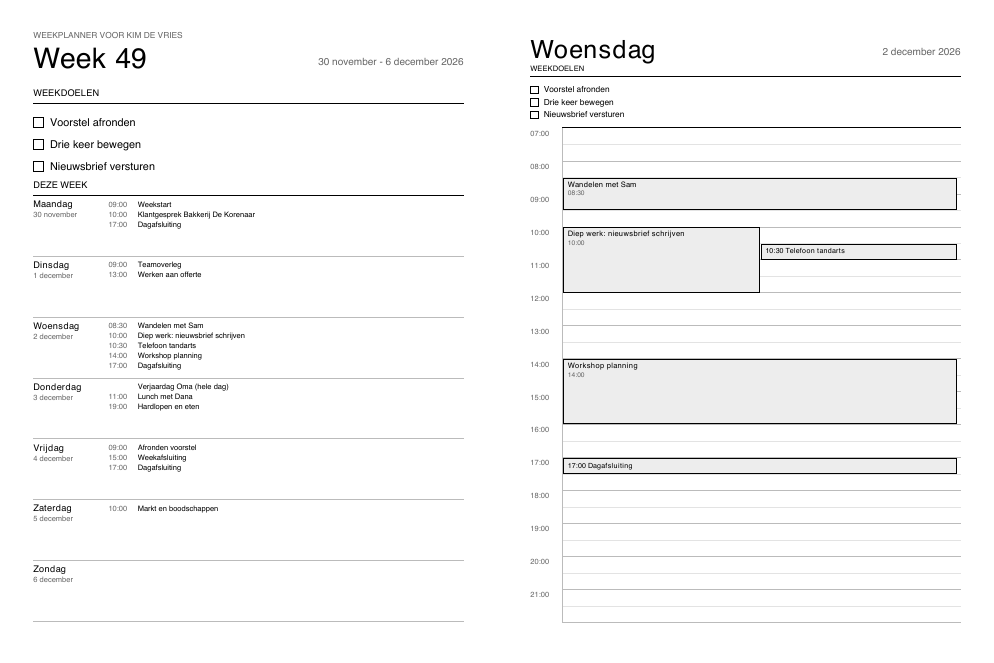 WEEKPLANNER VOOR KIM DE VRIES
Week 49
30 november - 6 december 2026
WEEKDOELEN
Voorstel afronden
Drie keer bewegen
Nieuwsbrief versturen
DEZE WEEK
Maandag
30 november
09:00 Weekstart
10:00 Klantgesprek Bakkerij De Korenaar
17:00 Dagafsluiting
Dinsdag
1 december
09:00 Teamoverleg
13:00 Werken aan offerte
Woensdag
2 december
08:30 Wandelen met Sam
10:00 Diep werk: nieuwsbrief schrijven
10:30 Telefoon tandarts
14:00 Workshop planning
17:00 Dagafsluiting
Donderdag
3 december
Verjaardag Oma (hele dag)
11:00 Lunch met Dana
19:00 Hardlopen en eten
Vrijdag
4 december
09:00 Afronden voorstel
15:00 Weekafsluiting
17:00 Dagafsluiting
Zaterdag
5 december
10:00 Markt en boodschappen
Zondag
6 december
Woensdag
2 december 2026
WEEKDOELEN
Voorstel afronden
Drie keer bewegen
Nieuwsbrief versturen
07:00
08:00
Wandelen met Sam
08:30
09:00
10:00
Diep werk: nieuwsbrief schrijven
10:00
10:30 Telefoon tandarts
11:00
12:00
13:00
14:00
Workshop planning
14:00
15:00
16:00
17:00
17:00 Dagafsluiting
18:00
19:00
20:00
21:00